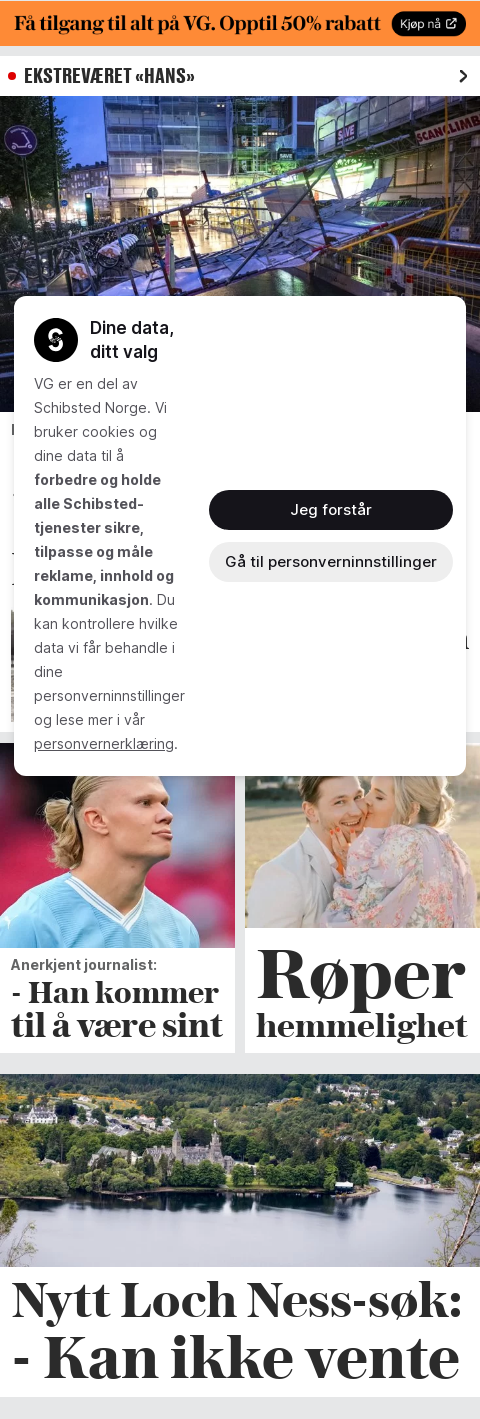 Få tilgang til alt på VG. Opptil 50% rabatt Kjøp nå
EKSTREVÆRET «HANS»
SAVE
SAVE
SCANCLIMB
Dine data,
ditt valg
VG er en del av
Schibsted Norge. Vi
bruker cookies og
dine data til å
forbedre og holde
alle Schibsted-
tjenester sikre,
tilpasse og måle
reklame, innhold og
kommunikasjon. Du
kan kontrollere hvilke
data vi får behandle i
dine
personverninnstillinger
og lese mer i vår
personvernerklæring.
Jeg forstår
Gå til personverninnstillinger
Anerkjent journalist:
- Han kommer
til å være sint
Røper
hemmelighet
Nytt Loch Ness-søk:
- Kan ikke vente